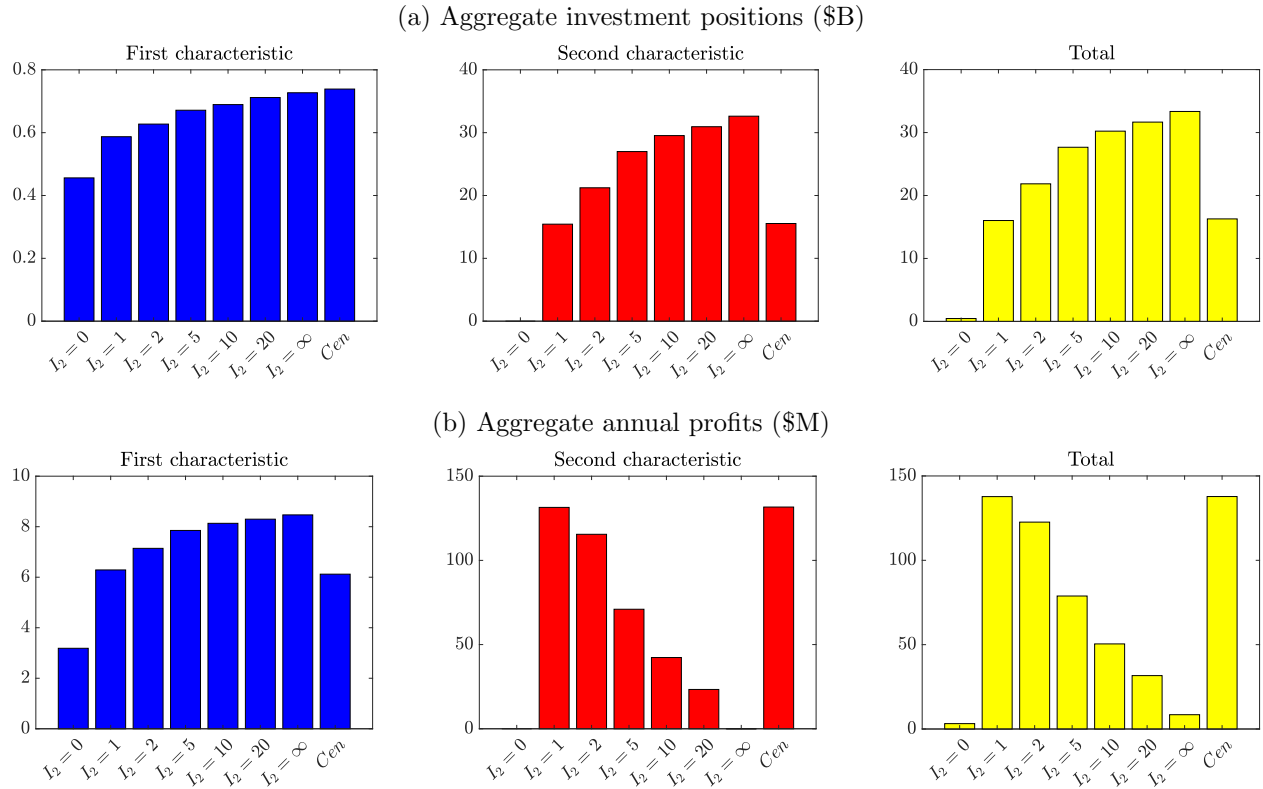 (a) Aggregate investment positions ($B)
First characteristic
0.8
0.6
0.4
0.2
0
I₂ = 0
I₂ = 1
I₂ = 2
I₂ = 5
I₂ = 10
I₂ = 20
I₂ = ∞
Cen
Second characteristic
40
30
20
10
0
I₂ = 0
I₂ = 1
I₂ = 2
I₂ = 5
I₂ = 10
I₂ = 20
I₂ = ∞
Cen
Total
40
30
20
10
0
I₂ = 0
I₂ = 1
I₂ = 2
I₂ = 5
I₂ = 10
I₂ = 20
I₂ = ∞
Cen
(b) Aggregate annual profits ($M)
First characteristic
10
8
6
4
2
0
I₂ = 0
I₂ = 1
I₂ = 2
I₂ = 5
I₂ = 10
I₂ = 20
I₂ = ∞
Cen
Second characteristic
150
100
50
0
I₂ = 0
I₂ = 1
I₂ = 2
I₂ = 5
I₂ = 10
I₂ = 20
I₂ = ∞
Cen
Total
150
100
50
0
I₂ = 0
I₂ = 1
I₂ = 2
I₂ = 5
I₂ = 10
I₂ = 20
I₂ = ∞
Cen